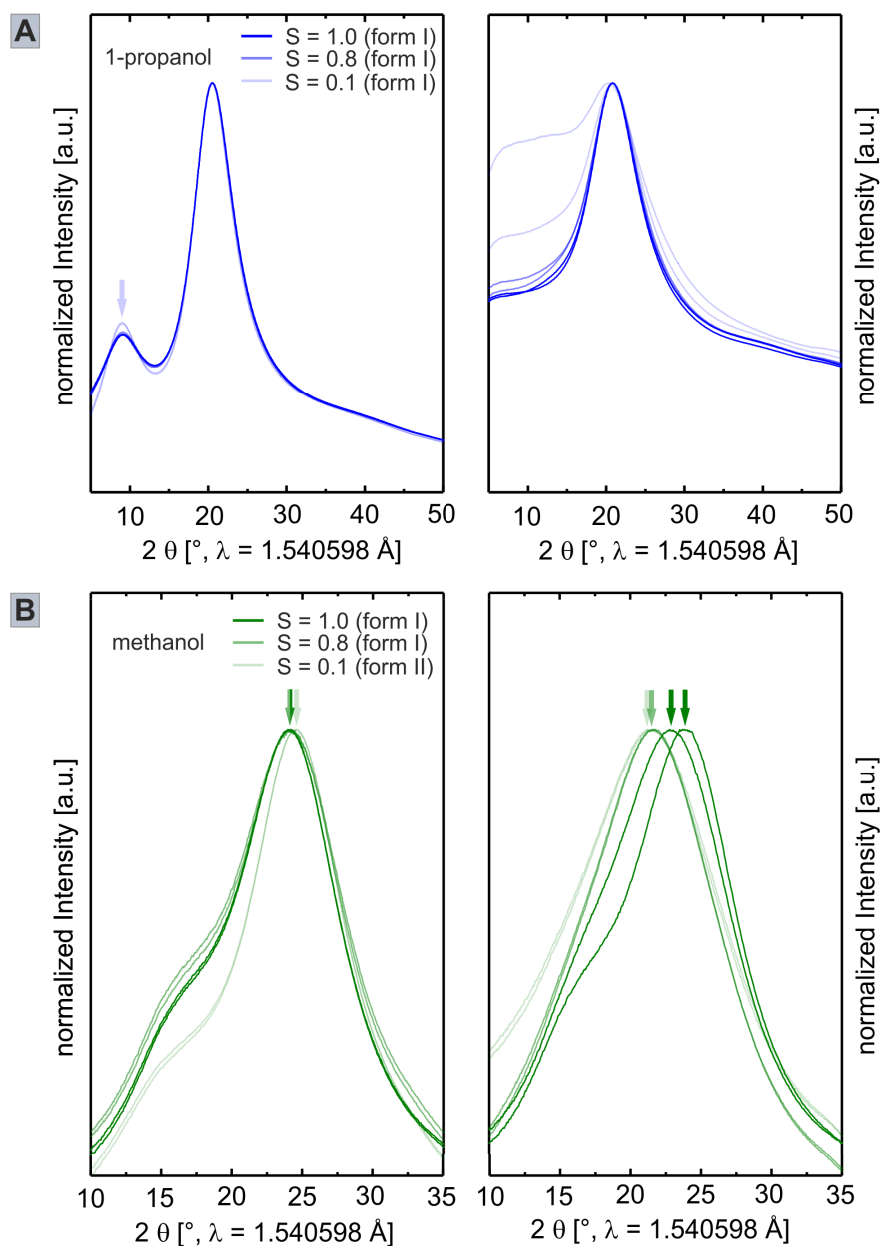 A
1-propanol
S = 1.0 (form I)
S = 0.8 (form I)
S = 0.1 (form I)
normalized Intensity [a.u.]
10 20 30 40 50
2 θ [°, λ = 1.540598 Å]
10 20 30 40 50
2 θ [°, λ = 1.540598 Å]
normalized Intensity [a.u.]
B
methanol
S = 1.0 (form I)
S = 0.8 (form I)
S = 0.1 (form II)
normalized Intensity [a.u.]
10 15 20 25 30 35
2 θ [°, λ = 1.540598 Å]
10 15 20 25 30 35
2 θ [°, λ = 1.540598 Å]
normalized Intensity [a.u.]